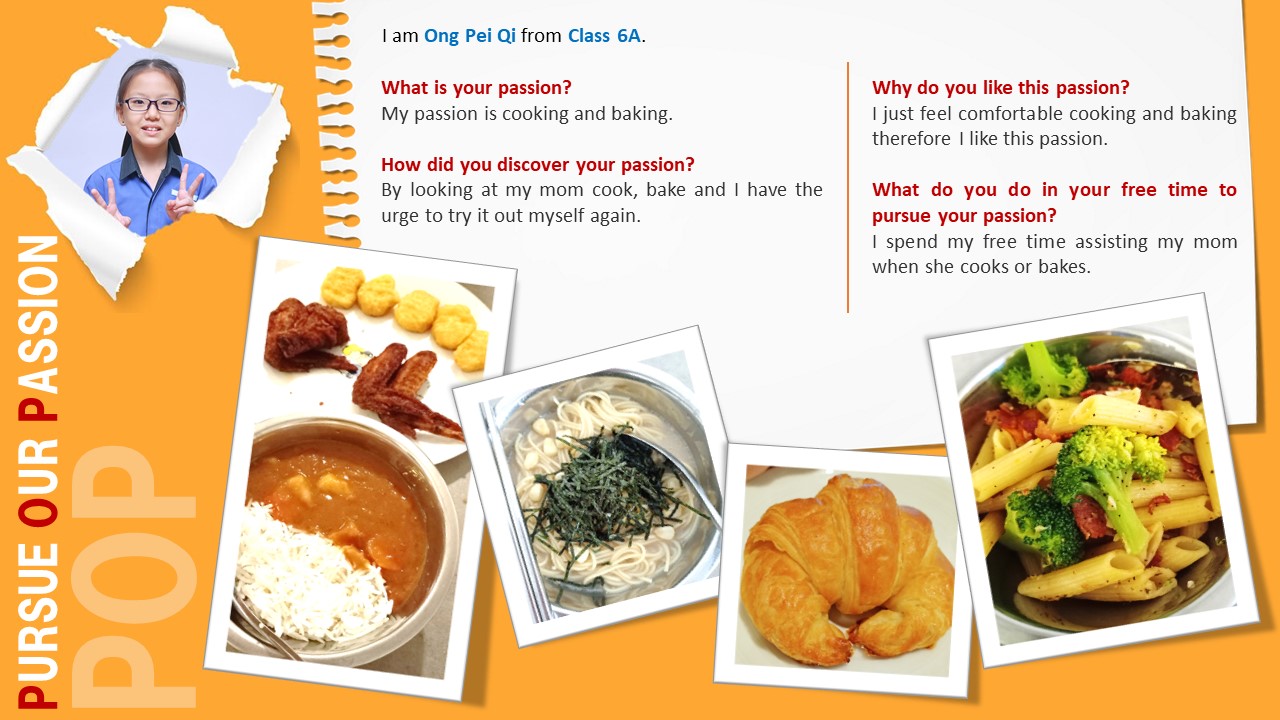 I am Ong Pei Qi from Class 6A.
What is your passion?
My passion is cooking and baking.
How did you discover your passion?
By looking at my mom cook, bake and I have the
urge to try it out myself again.
Why do you like this passion?
I just feel comfortable cooking and baking
therefore I like this passion.
What do you do in your free time to
pursue your passion?
I spend my free time assisting my mom
when she cooks or bakes.
PURSUE OUR PASSION
POP